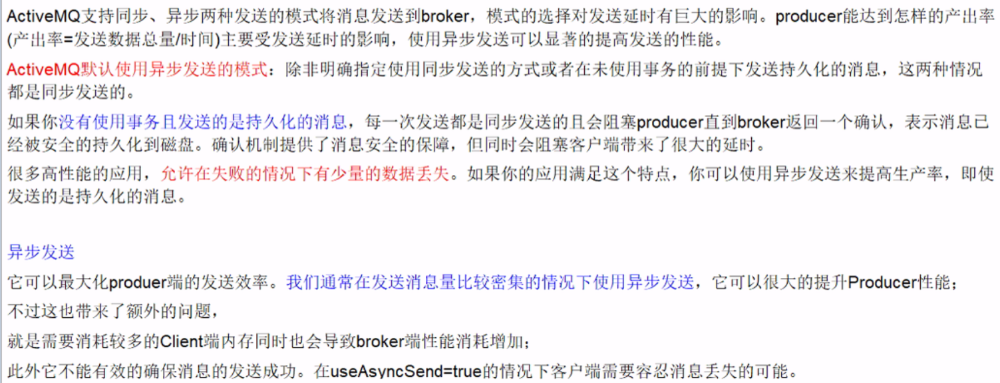 ActiveMQ支持同步、异步两种发送的模式将消息发送到broker，模式的选择对发送延时有巨大的影响。producer能达到怎样的产出率
(产出率=发送数据总量/时间)主要受发送延时的影响，使用异步发送可以显著的提高发送的性能。
ActiveMQ默认使用异步发送的模式：除非明确指定使用同步发送的方式或者在未使用事务的前提下发送持久化的消息，这两种情况
都是同步发送的。
如果你没有使用事务且发送的是持久化的消息，每一次发送都是同步发送的且会阻塞producer直到broker返回一个确认，表示消息已
经被安全的持久化到磁盘。确认机制提供了消息安全的保障，但同时会阻塞客户端带来了很大的延时。
很多高性能的应用，允许在失败的情况下有少量的数据丢失。如果你的应用满足这个特点，你可以使用异步发送来提高生产率，即使
发送的是持久化的消息。
异步发送
它可以最大化produer端的发送效率。我们通常在发送消息量比较密集的情况下使用异步发送，它可以很大的提升Producer性能；
不过这也带来了额外的问题，
就是需要消耗较多的Client端内存同时也会导致broker端性能消耗增加；
此外它不能有效的确保消息的发送成功。在useAsyncSend=true的情况下客户端需要容忍消息丢失的可能。